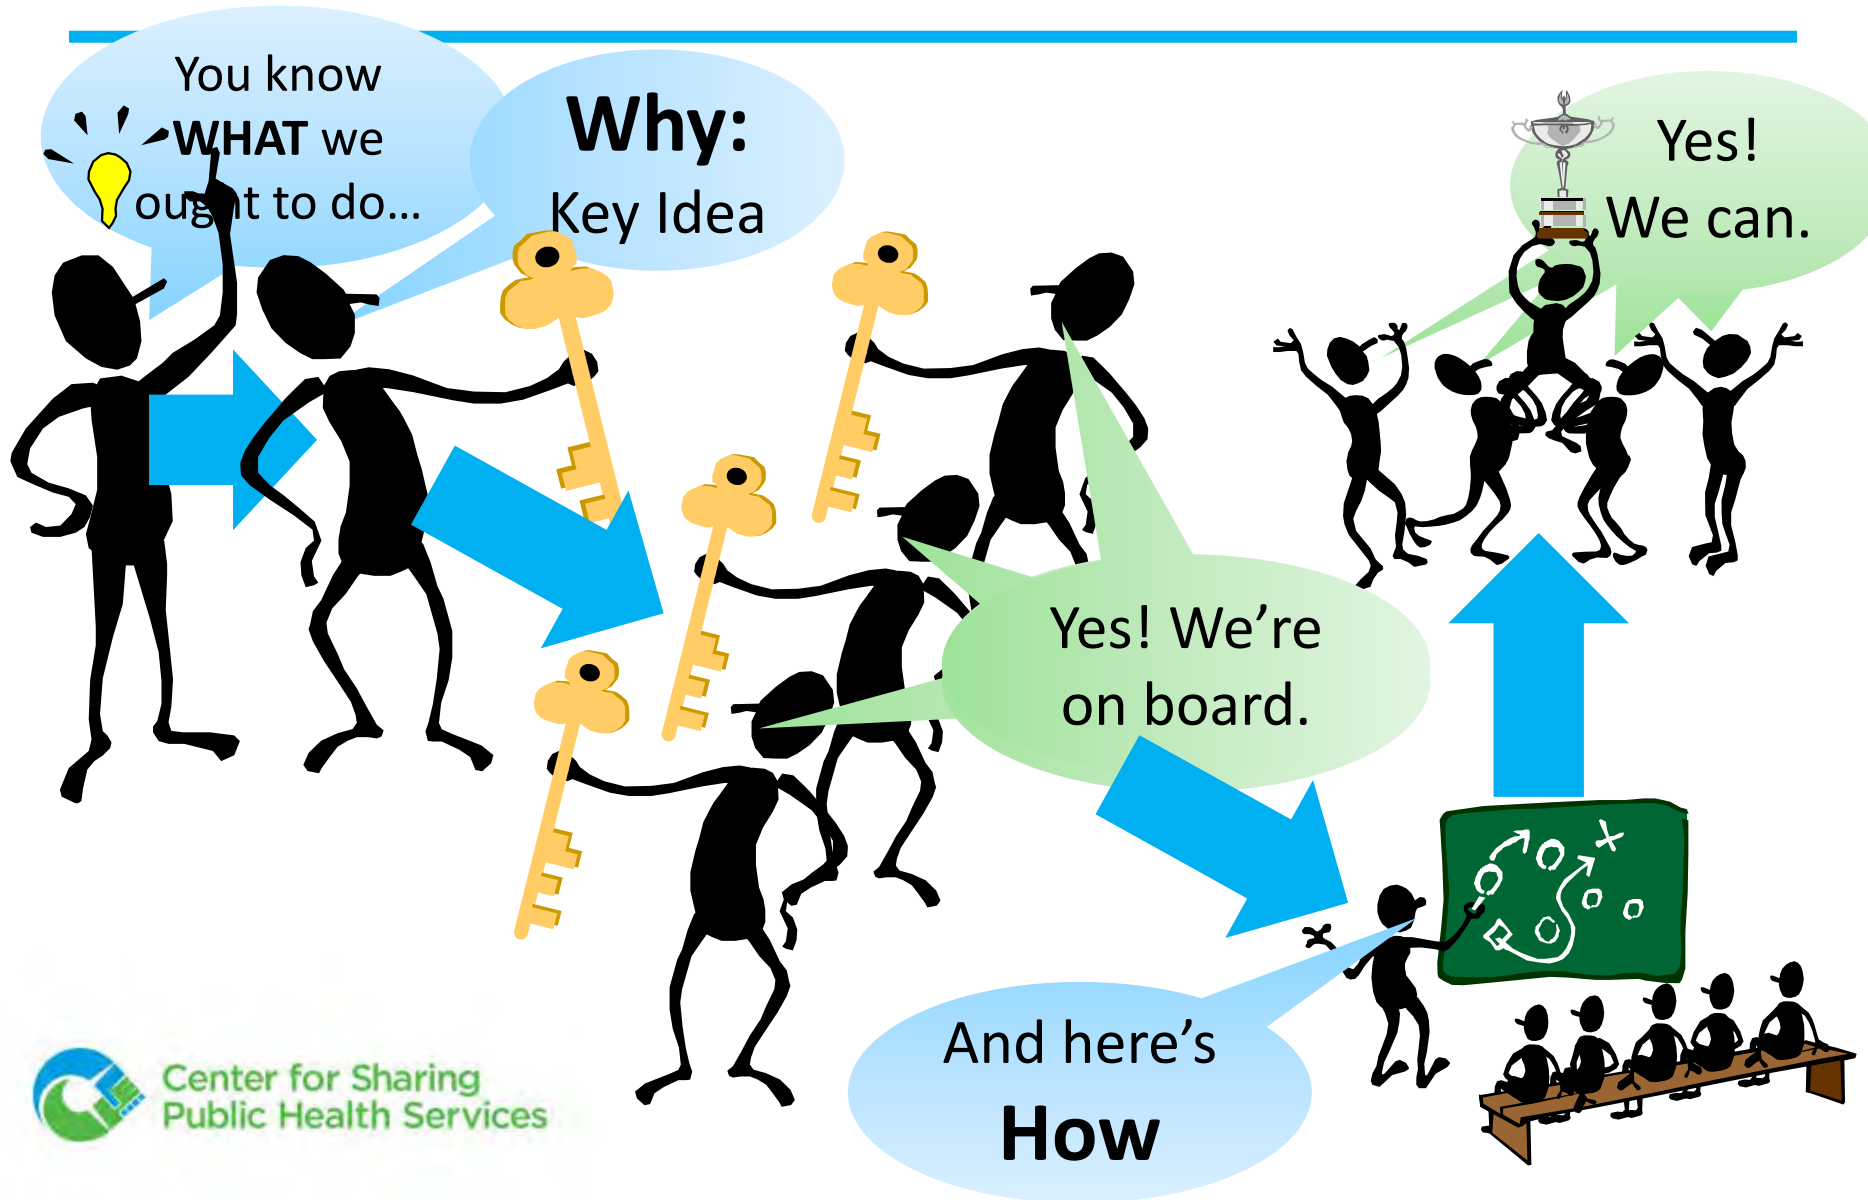 You know
WHAT we
ought to do…
Why:
Key Idea
Yes! We’re
on board.
And here’s
How
Yes!
We can.
Center for Sharing
Public Health Services